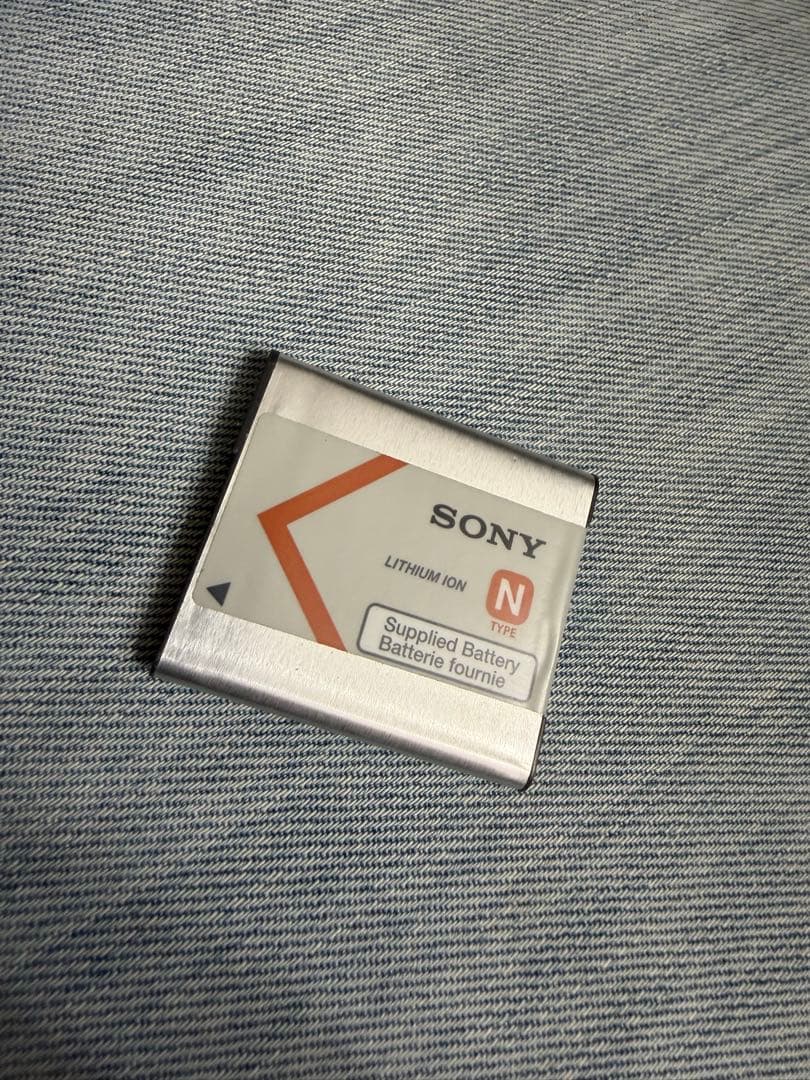 SONY
LITHIUM ION
N
TYPE
Supplied Battery
Batterie fournie